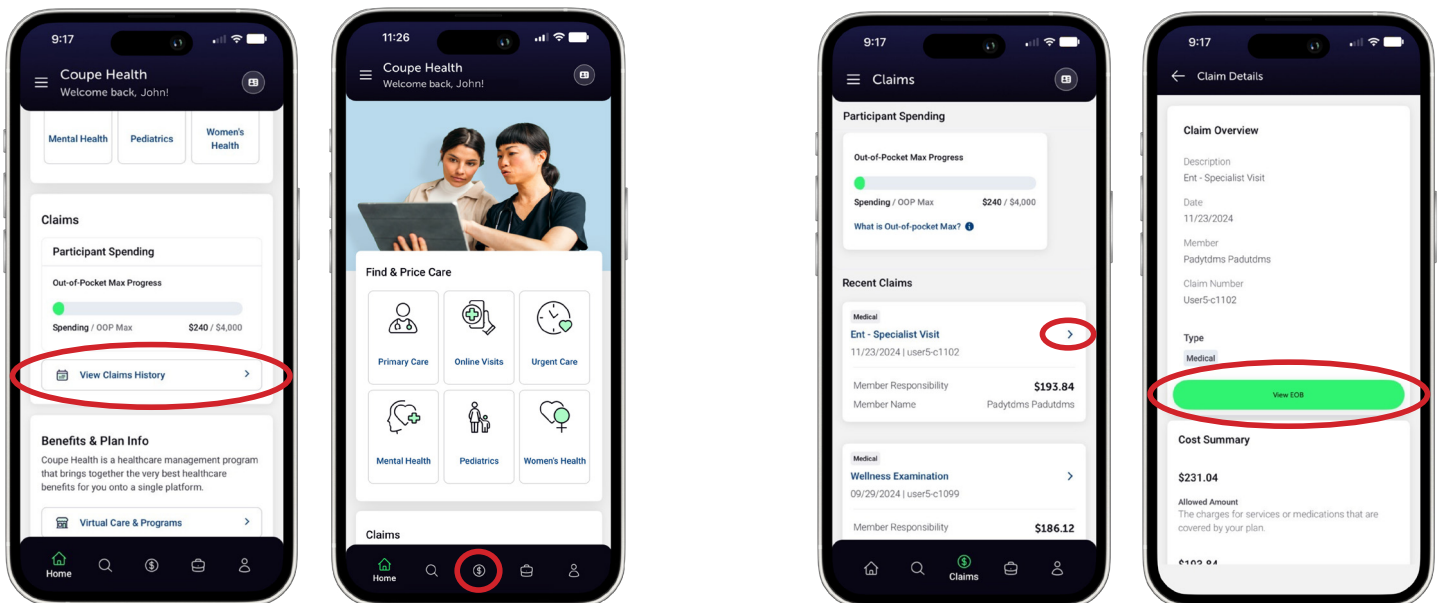 9:17
Coupe Health
Welcome back, John!
Mental Health
Pediatrics
Women's
Health
Claims
Participant Spending
Out-of-Pocket Max Progress
Spending / OOP Max $240 / $4,000
View Claims History
Benefits & Plan Info
Coupe Health is a healthcare management program
that brings together the very best healthcare
benefits for you onto a single platform.
Virtual Care & Programs
Home
11:26
Coupe Health
Welcome back, John!
Find & Price Care
Primary Care
Online Visits
Urgent Care
Mental Health
Pediatrics
Women's Health
Claims
Home
9:17
Claims
Participant Spending
Out-of-Pocket Max Progress
Spending / OOP Max $240 / $4,000
What is Out-of-pocket Max?
Recent Claims
Medical
Ent - Specialist Visit
11/23/2024 | user5-c1102
Member Responsibility $193.84
Member Name Padytdms Padutdms
Medical
Wellness Examination
09/29/2024 | user5-c1099
Member Responsibility $186.12
Claims
9:17
Claim Details
Claim Overview
Description
Ent - Specialist Visit
Date
11/23/2024
Member
Padytdms Padutdms
Claim Number
User5-c1102
Type
Medical
View EOB
Cost Summary
$231.04
Allowed Amount
The charges for services or medications that are
covered by your plan.
$193.84